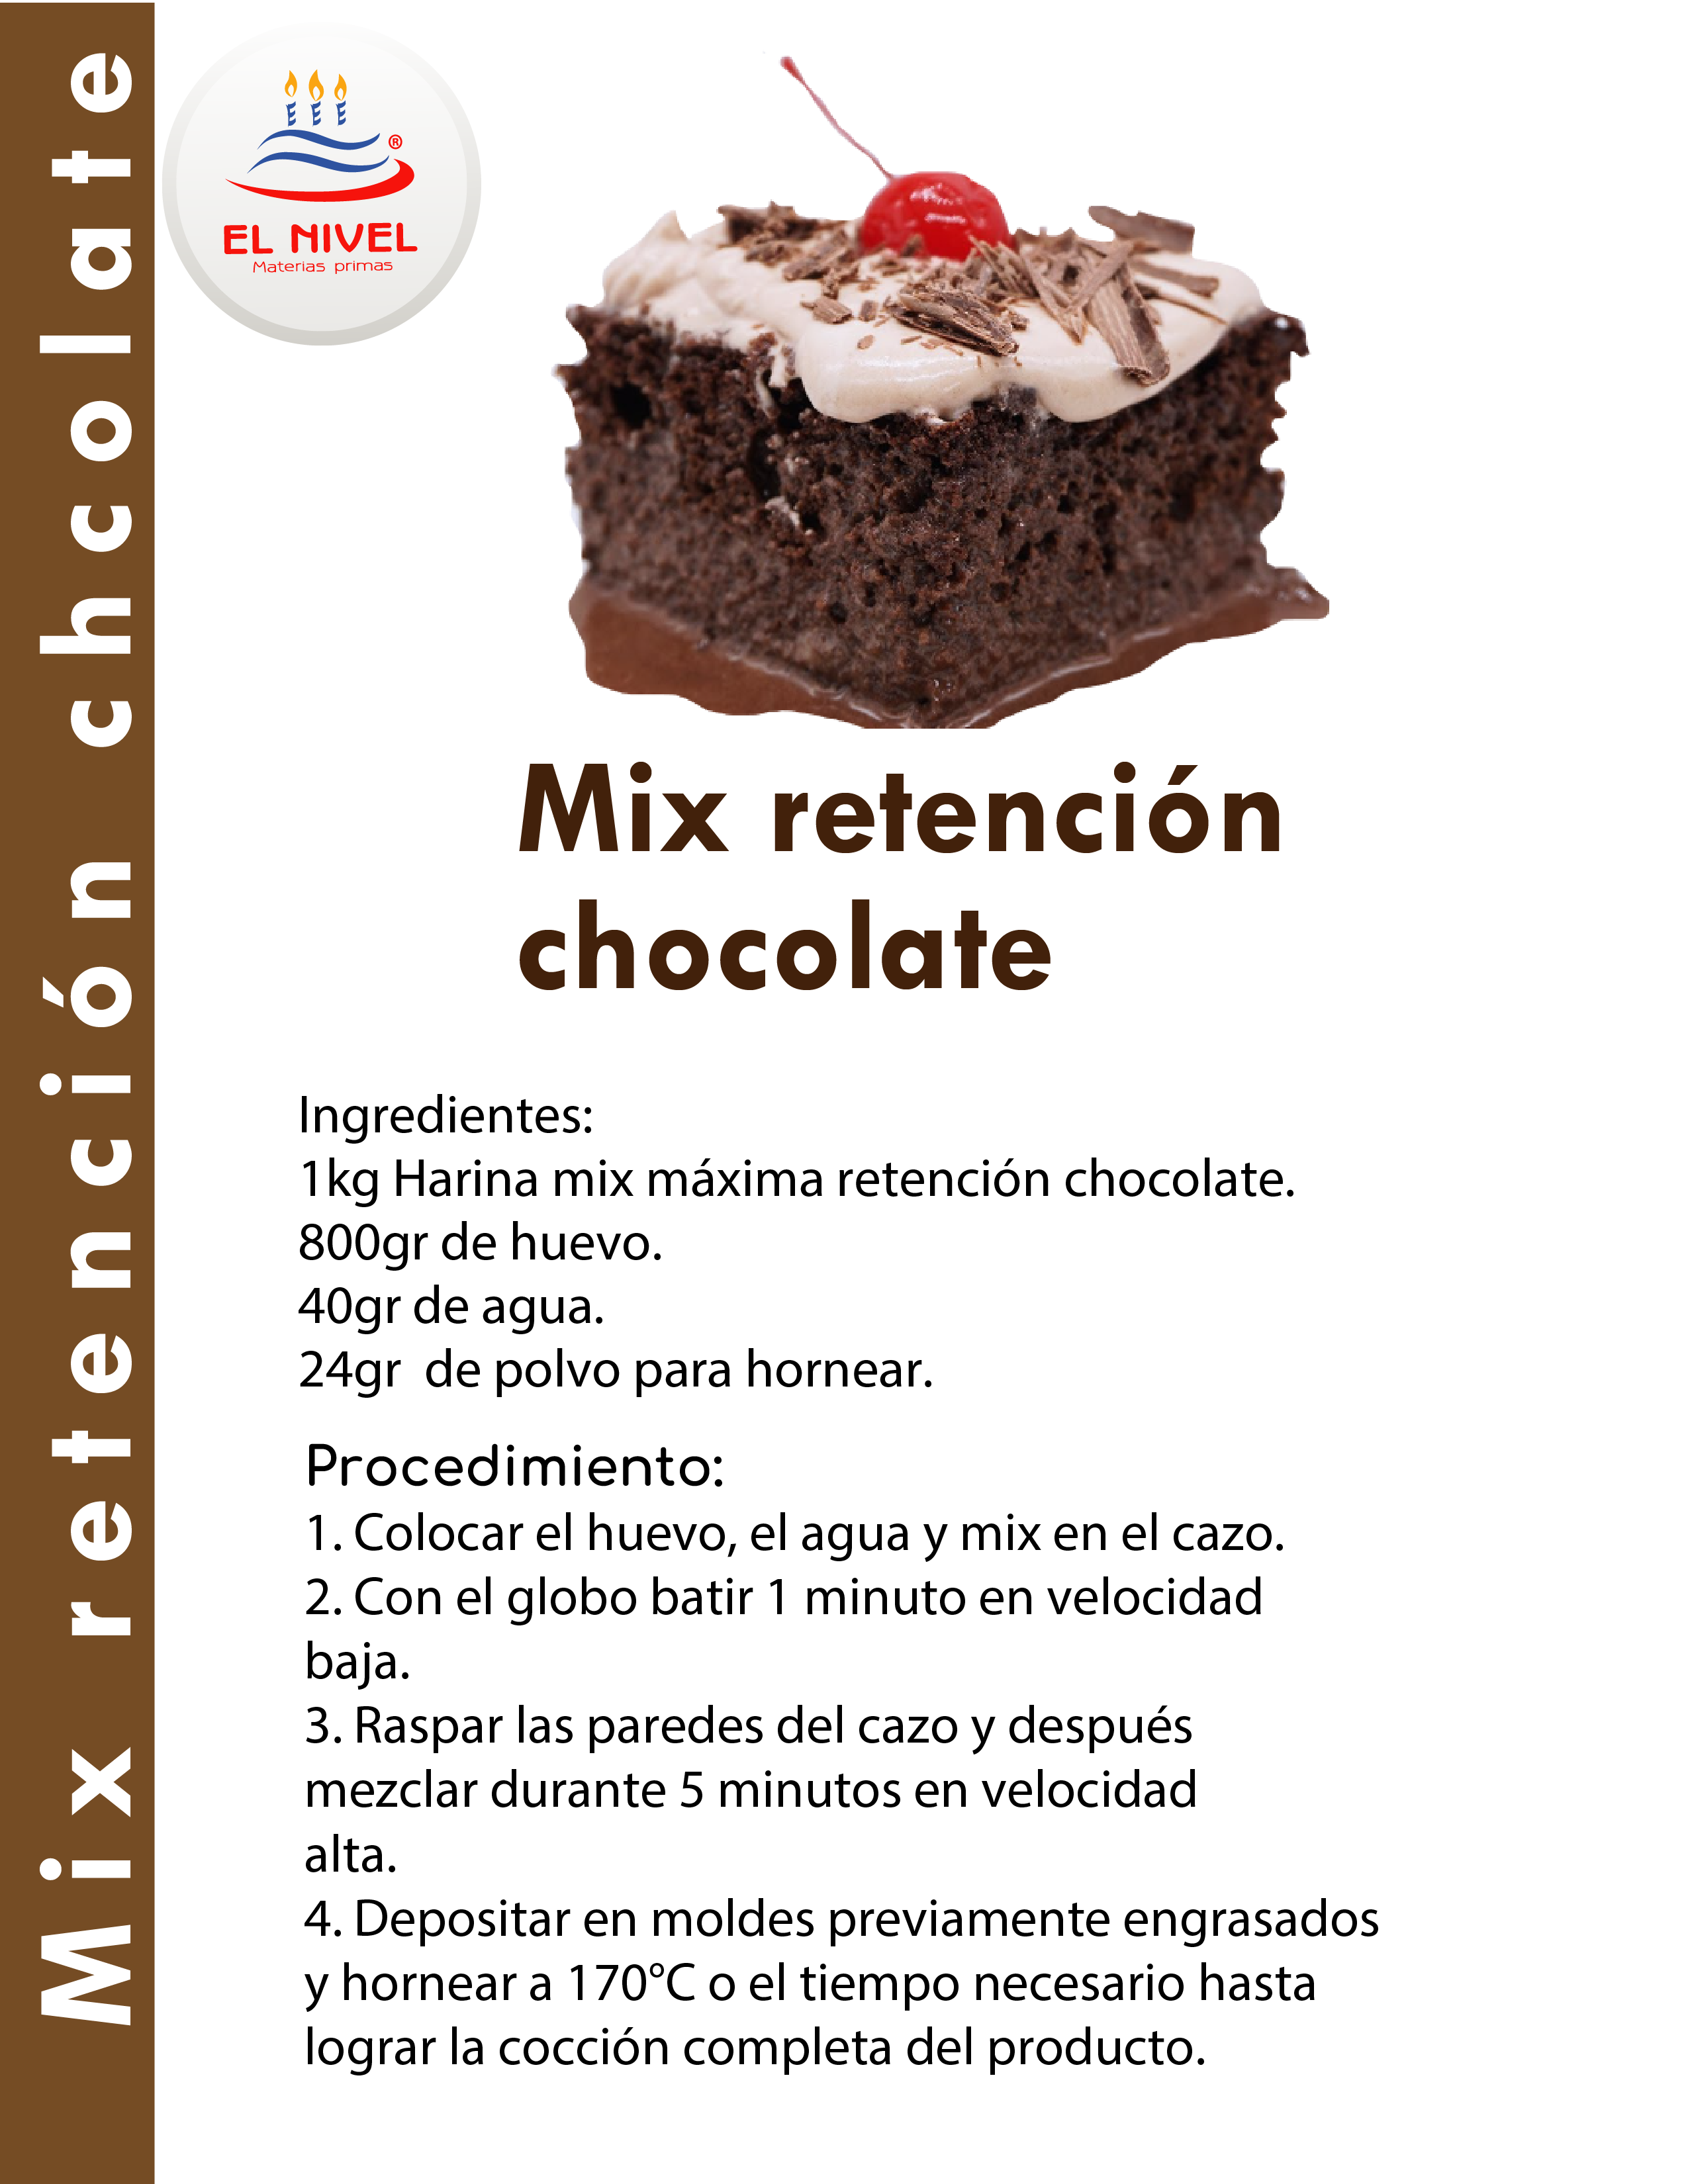 Mix retención chcolate
®
EL NIVEL
Materias primas
Mix retención
chocolate
Ingredientes:
1kg Harina mix máxima retención chocolate.
800gr de huevo.
40gr de agua.
24gr  de polvo para hornear.
Procedimiento:
1. Colocar el huevo, el agua y mix en el cazo.
2. Con el globo batir 1 minuto en velocidad
baja.
3. Raspar las paredes del cazo y después
mezclar durante 5 minutos en velocidad
alta.
4. Depositar en moldes previamente engrasados
y hornear a 170°C o el tiempo necesario hasta
lograr la cocción completa del producto.